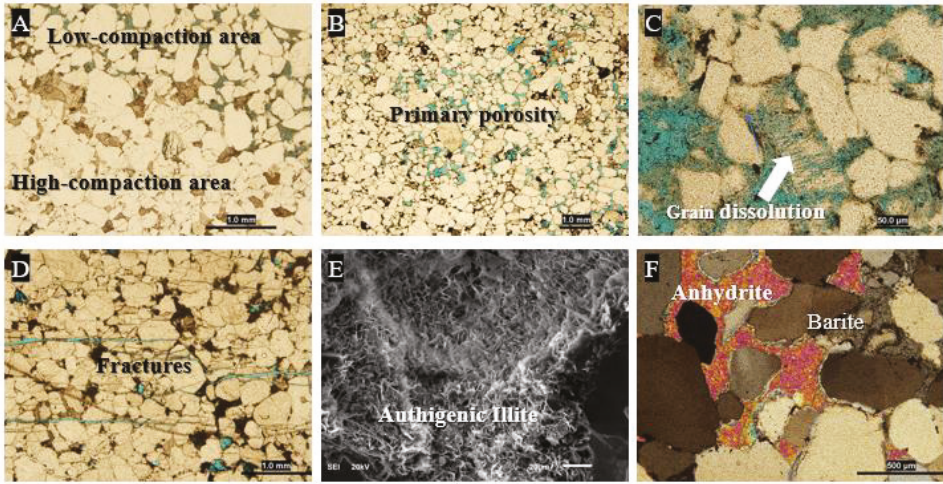 A
Low-compaction area
High-compaction area
1.0 mm
B
Primary porosity
1.0 mm
C
Grain dissolution
50.0 μm
D
Fractures
1.0 mm
E
Authigenic Illite
SEI 20kV
20μm
F
Anhydrite
Barite
500 μm